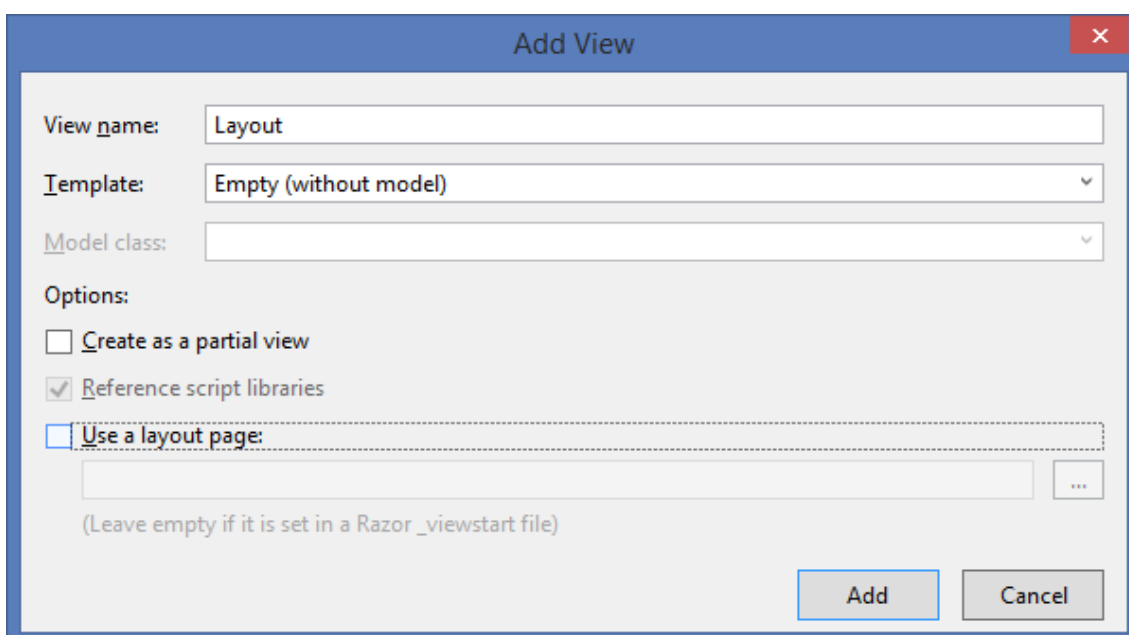 Add View
View name: Layout
Template: Empty (without model)
Model class:
Options:
Create as a partial view
Reference script libraries
Use a layout page:
...
(Leave empty if it is set in a Razor _viewstart file)
Add Cancel